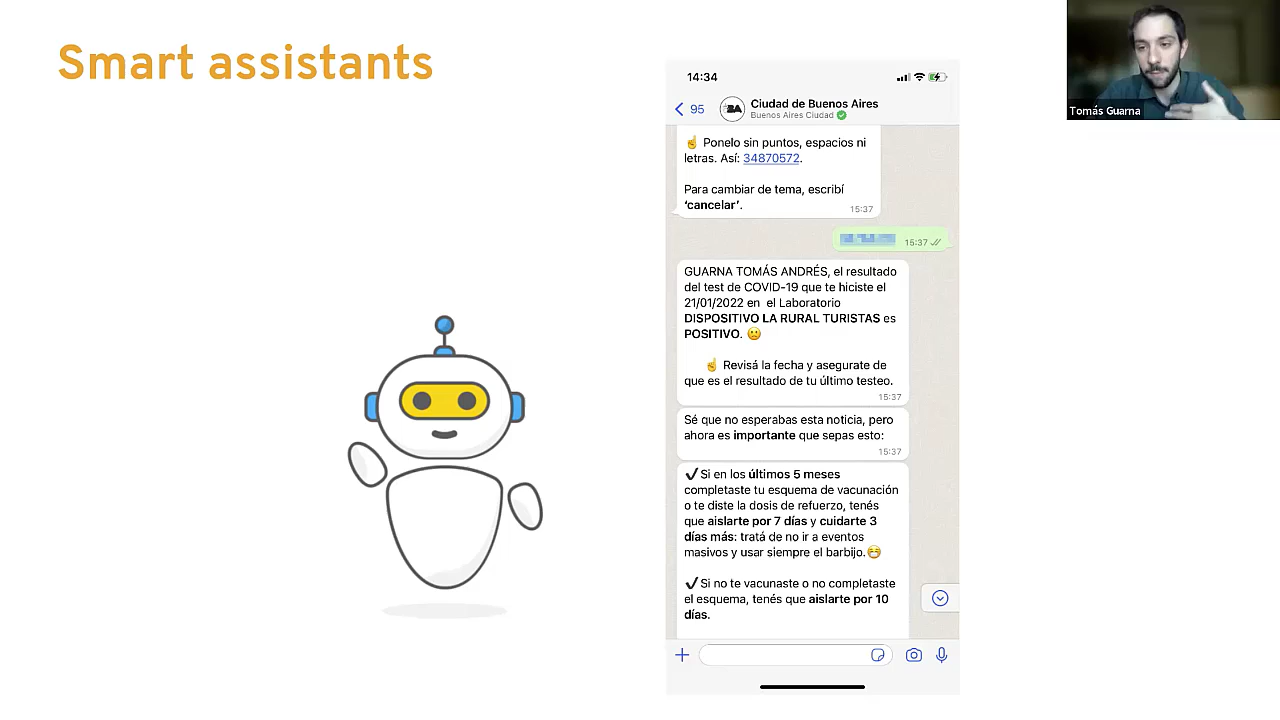 Smart assistants
Tomás Guarna
14:34
95
BA
Ciudad de Buenos Aires
Buenos Aires Ciudad
☝ Ponelo sin puntos, espacios ni
letras. Así: 34870572.
Para cambiar de tema, escribí
‘cancelar’.
15:37
15:37
GUARNA TOMÁS ANDRÉS, el resultado
del test de COVID-19 que te hiciste el
21/01/2022 en el Laboratorio
DISPOSITIVO LA RURAL TURISTAS es
POSITIVO. 🙁
☝ Revisá la fecha y asegurate de
que es el resultado de tu último testeo.
15:37
Sé que no esperabas esta noticia, pero
ahora es importante que sepas esto:
15:37
✔Si en los últimos 5 meses
completaste tu esquema de vacunación
o te diste la dosis de refuerzo, tenés
que aislarte por 7 días y cuidarte 3
días más: tratá de no ir a eventos
masivos y usar siempre el barbijo.😷
✔Si no te vacunaste o no completaste
el esquema, tenés que aislarte por 10
días.